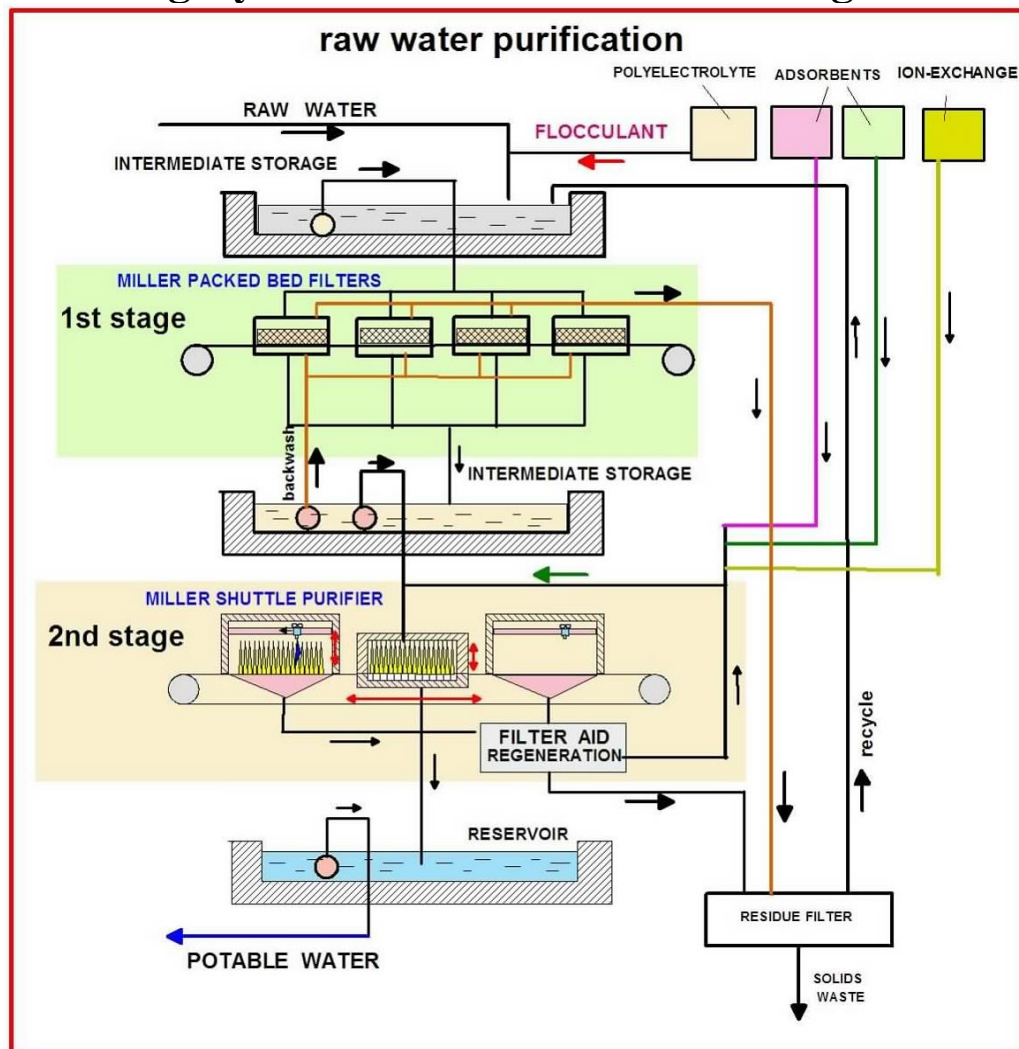 raw water purification
POLYELECTROLYTE
ADSORBENTS
ION-EXCHANGE
RAW WATER
FLOCCULANT
INTERMEDIATE STORAGE
MILLER PACKED BED FILTERS
1st stage
backwash
INTERMEDIATE STORAGE
MILLER SHUTTLE PURIFIER
2nd stage
FILTER AID
REGENERATION
recycle
RESERVOIR
RESIDUE FILTER
POTABLE WATER
SOLIDS
WASTE